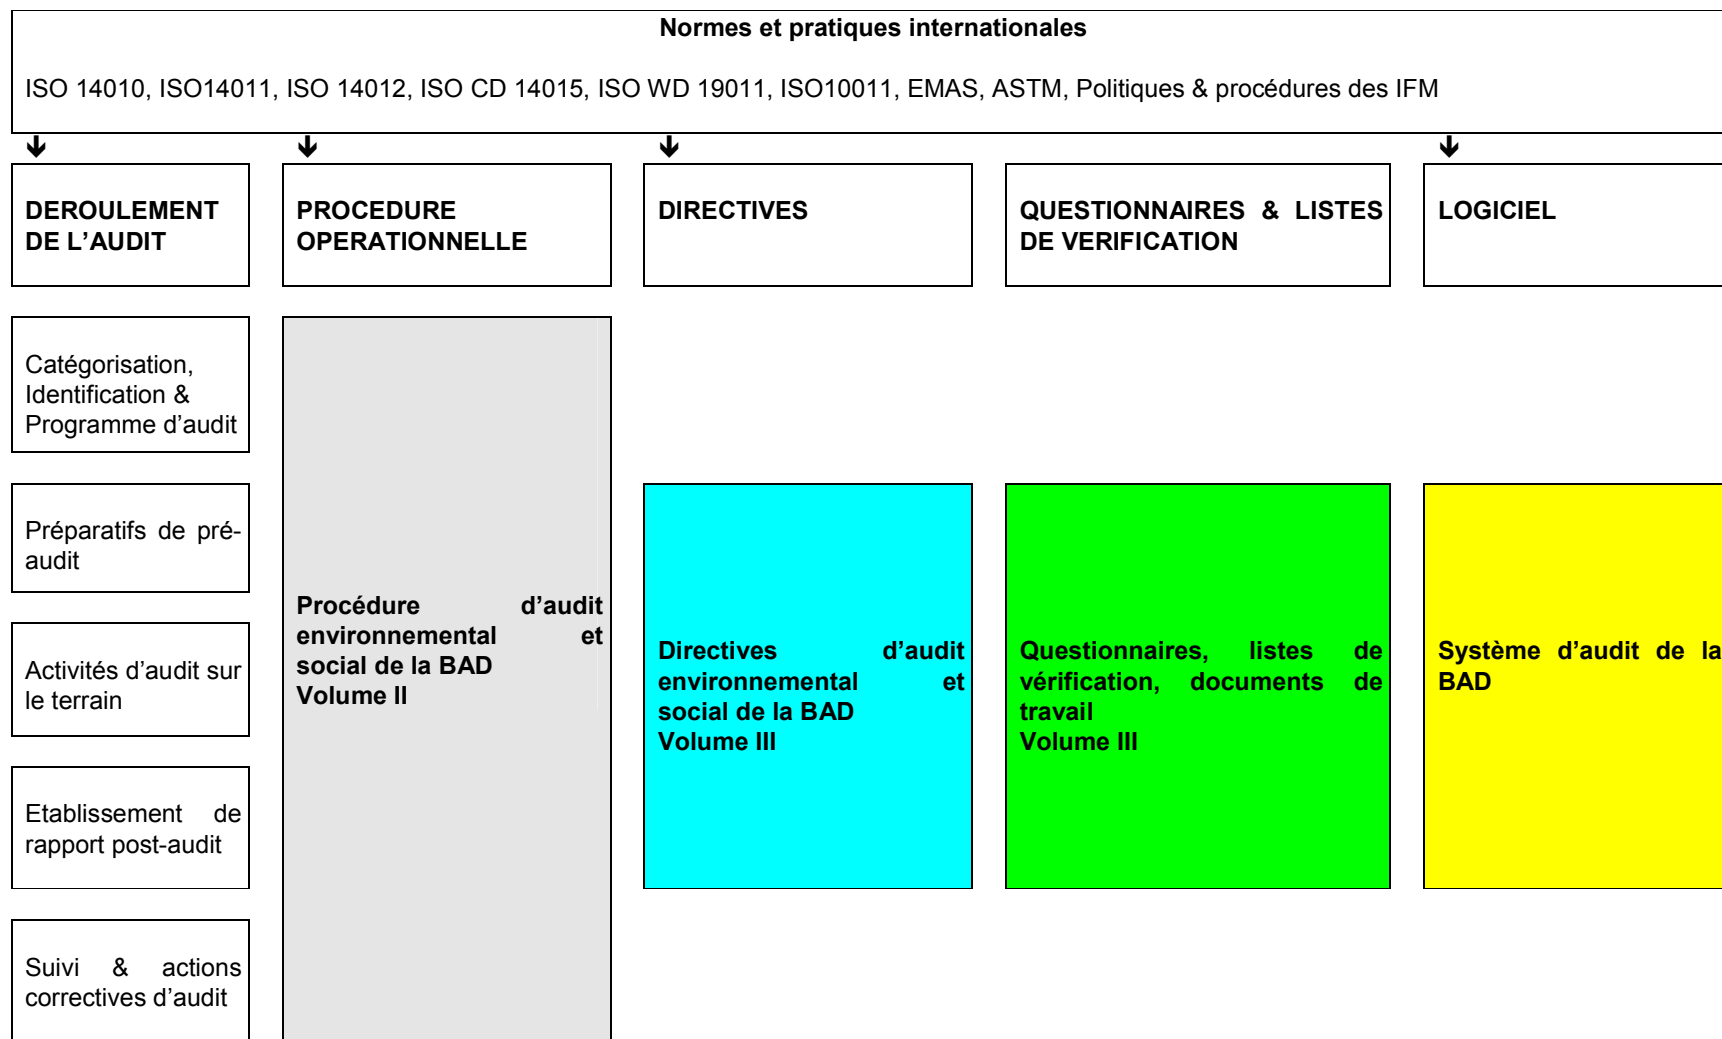 Normes et pratiques internationales
ISO 14010, ISO14011, ISO 14012, ISO CD 14015, ISO WD 19011, ISO10011, EMAS, ASTM, Politiques & procédures des IFM
DEROULEMENT
DE L’AUDIT
PROCEDURE
OPERATIONNELLE
DIRECTIVES
QUESTIONNAIRES & LISTES
DE VERIFICATION
LOGICIEL
Catégorisation,
Identification &
Programme d’audit
Préparatifs de pré-
audit
Activités d’audit sur
le terrain
Etablissement de
rapport post-audit
Suivi & actions
correctives d’audit
Procédure d’audit
environnemental et
social de la BAD
Volume II
Directives d’audit
environnemental et
social de la BAD
Volume III
Questionnaires, listes de
vérification, documents de
travail
Volume III
Système d’audit de la
BAD